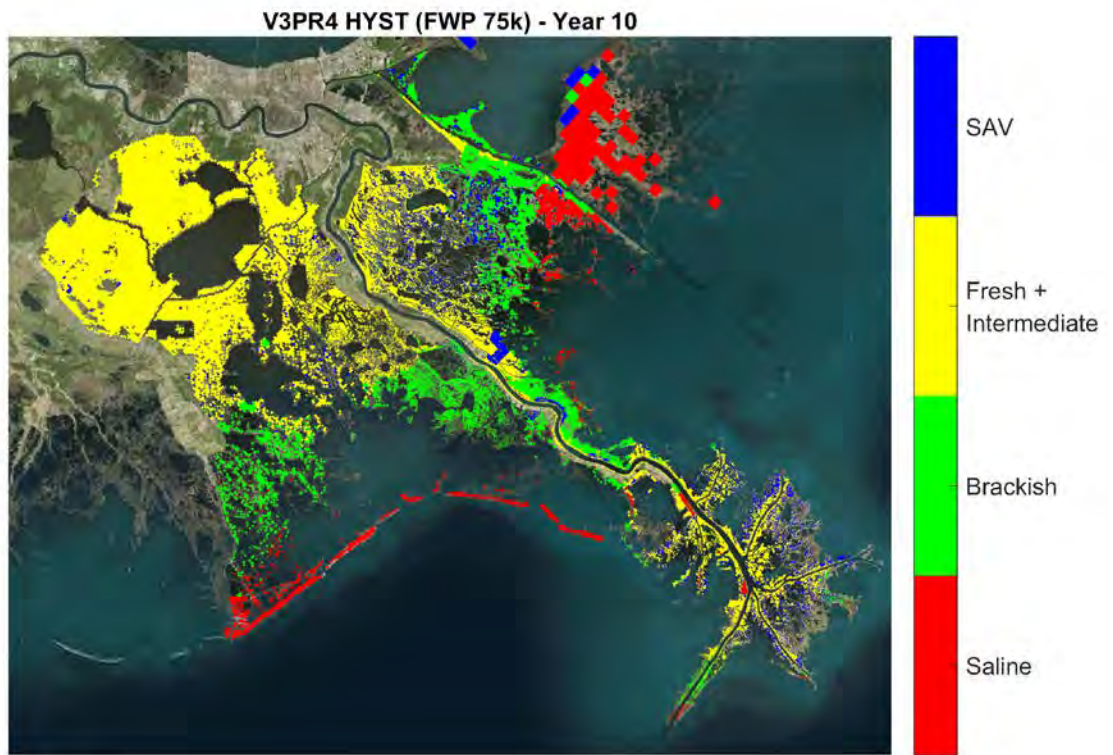 V3PR4 HYST (FWP 75k) - Year 10
SAV
Fresh +
Intermediate
Brackish
Saline